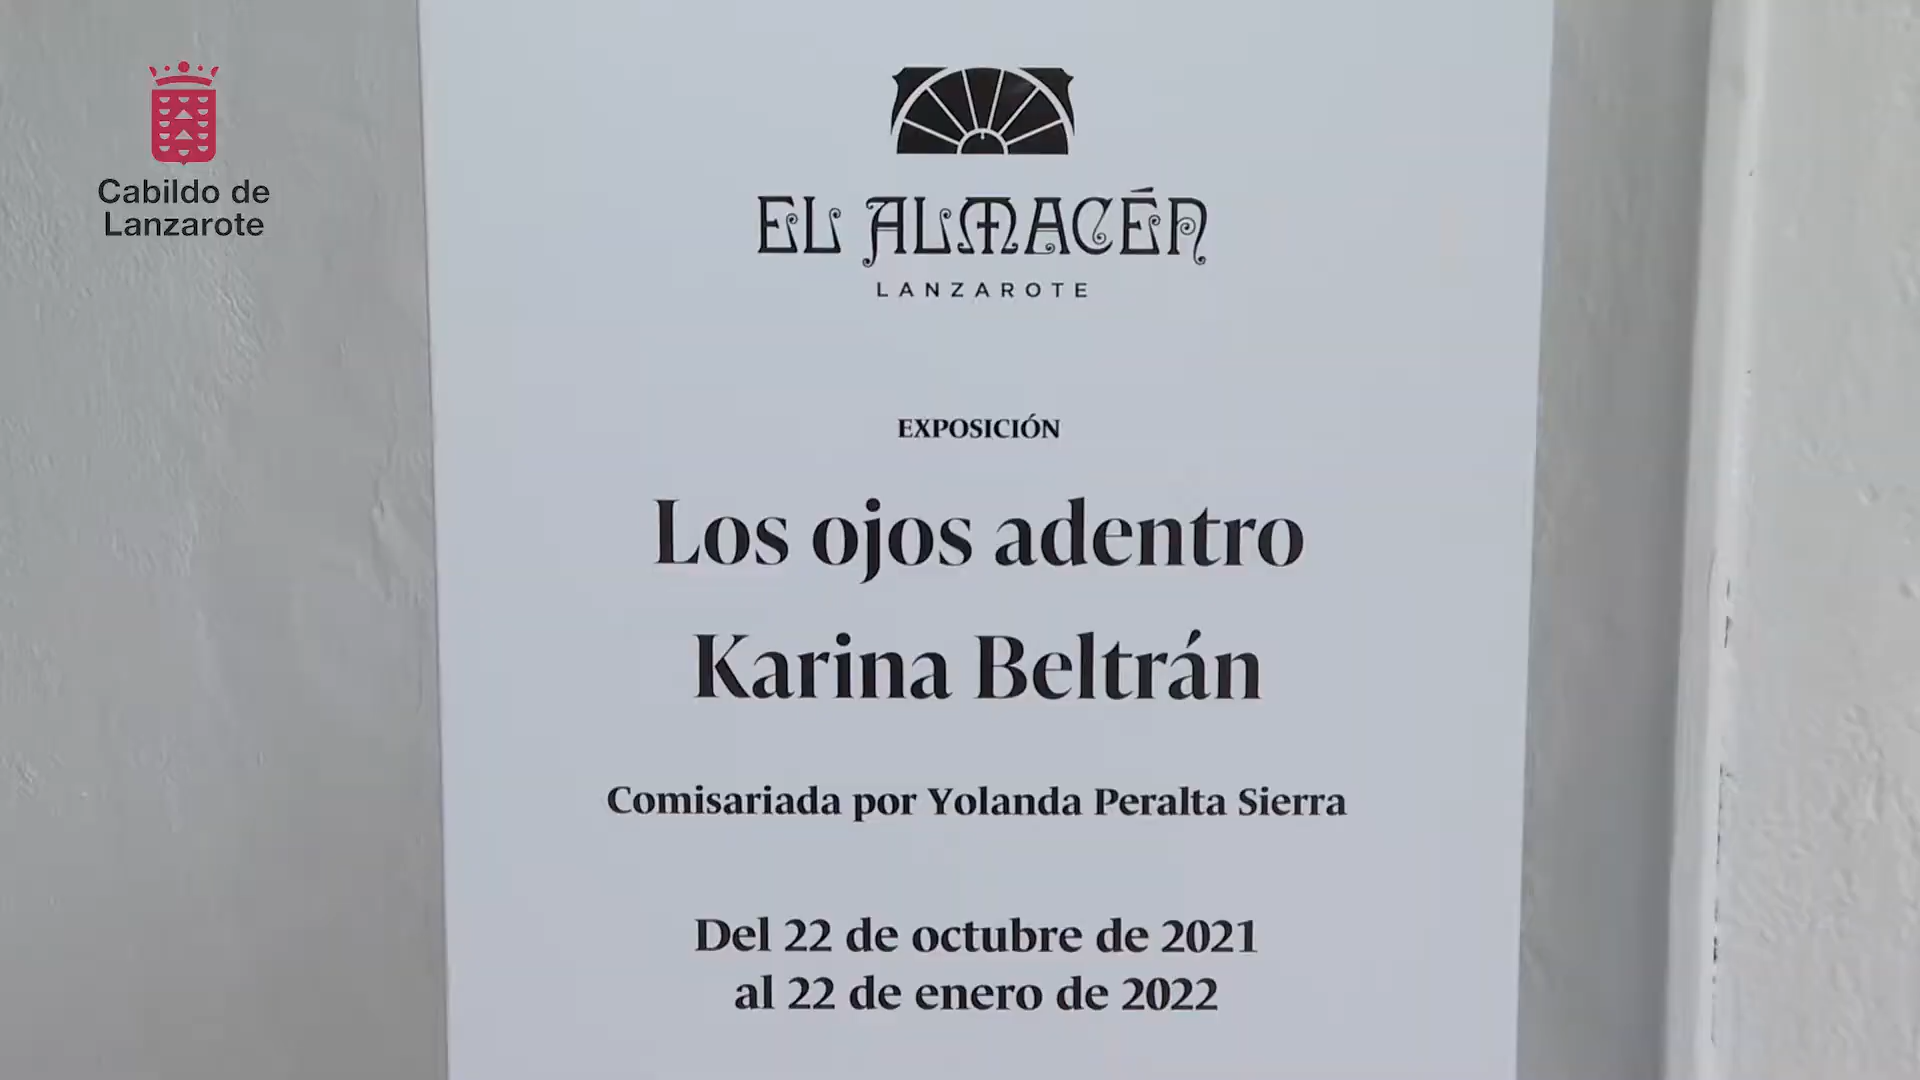 Cabildo de
Lanzarote
EL ALMACÉN
LANZAROTE
EXPOSICIÓN
Los ojos adentro
Karina Beltrán
Comisariada por Yolanda Peralta Sierra
Del 22 de octubre de 2021
al 22 de enero de 2022